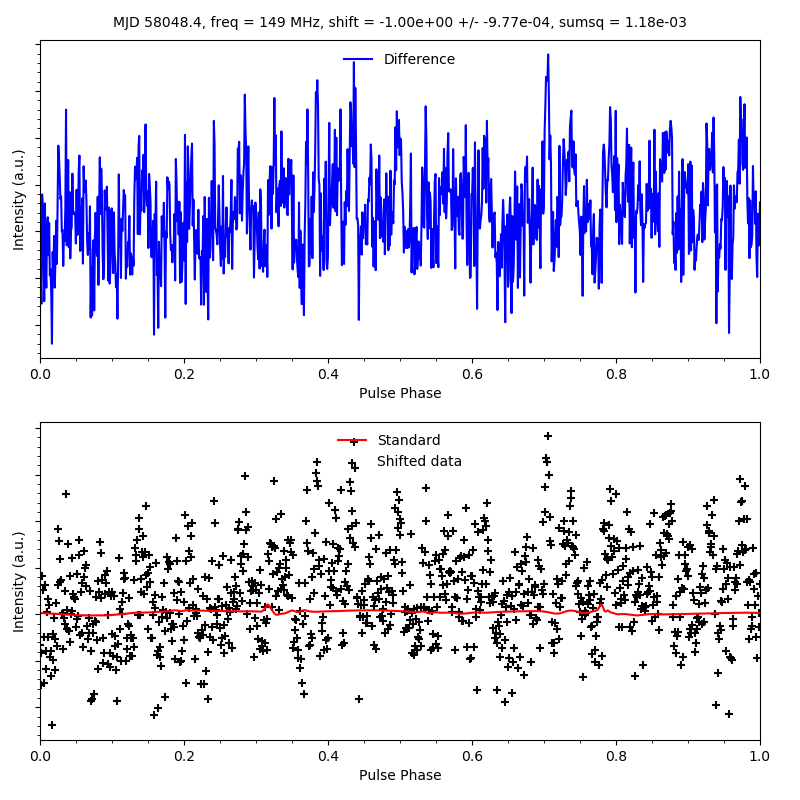 MJD 58048.4, freq = 149 MHz, shift = -1.00e+00 +/- -9.77e-04, sumsq = 1.18e-03
Difference
Intensity (a.u.)
0.0 0.2 0.4 0.6 0.8 1.0
Pulse Phase
Standard
Shifted data
Intensity (a.u.)
0.0 0.2 0.4 0.6 0.8 1.0
Pulse Phase